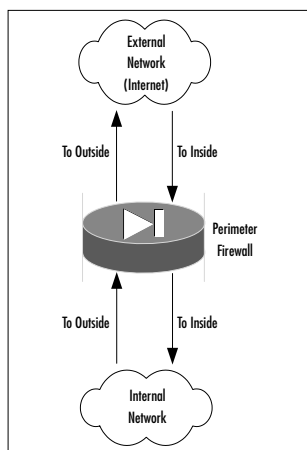 External
Network
(Internet)
To Outside
To Inside
Perimeter
Firewall
To Outside
To Inside
Internal
Network